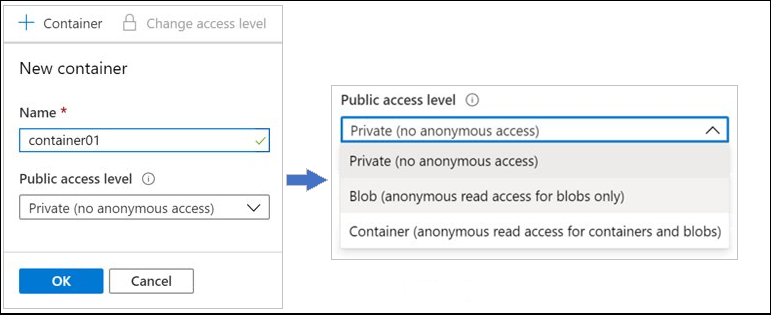 + Container Change access level
New container
Name *
container01
Public access level
Private (no anonymous access)
OK Cancel
Public access level
Private (no anonymous access)
Private (no anonymous access)
Blob (anonymous read access for blobs only)
Container (anonymous read access for containers and blobs)